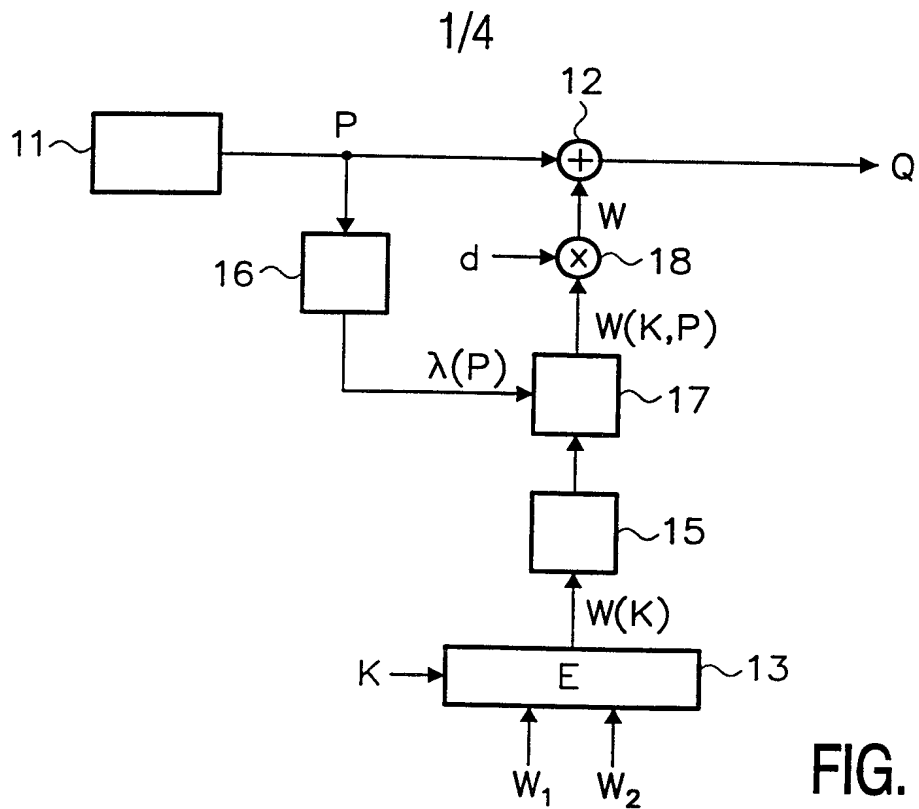 1/4
12
11
P
+
Q
W
16
d
×
18
W(K,P)
λ(P)
17
15
W(K)
K
E
13
W₁
W₂
FIG.